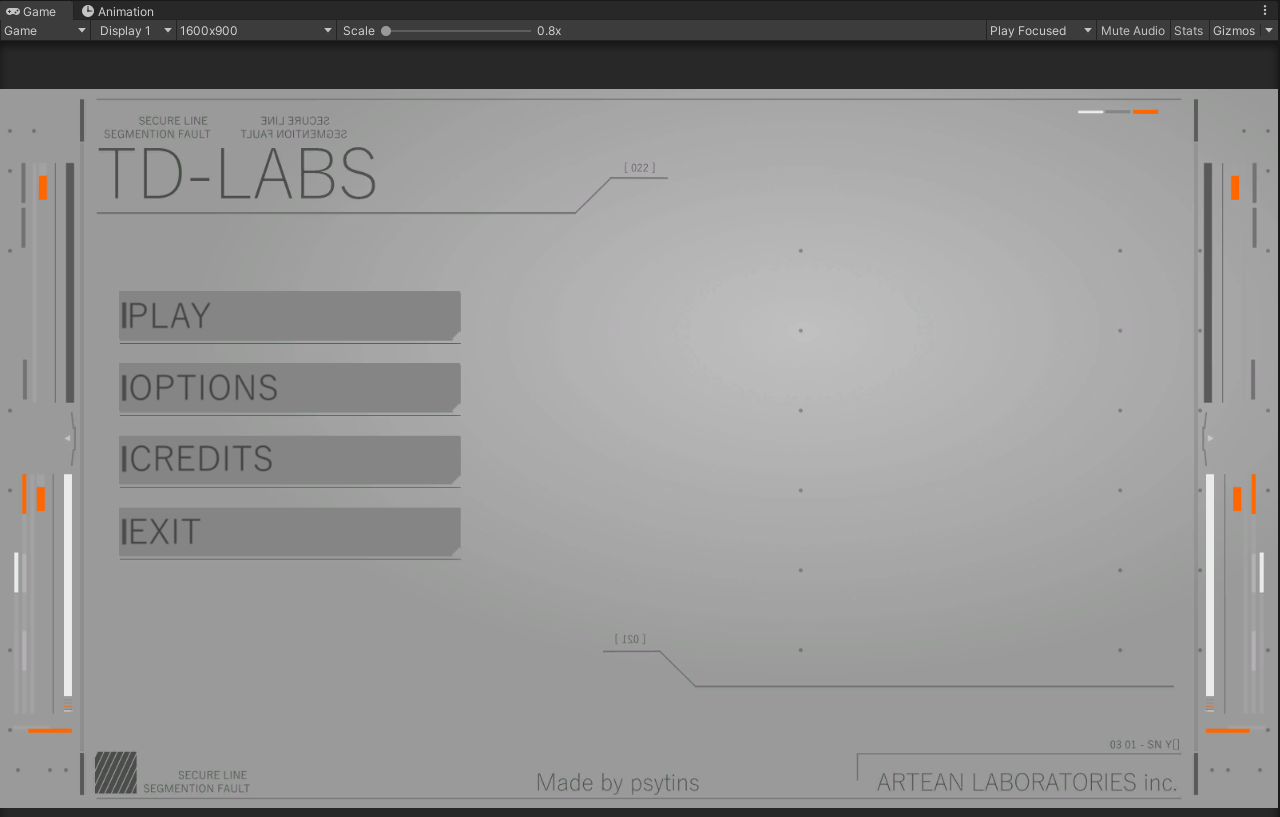 Game
Animation
Game
Display 1
1600x900
Scale
0.8x
Play Focused
Mute Audio
Stats
Gizmos
SECURE LINE
SEGMENTION FAULT
SECURE LINE
SEGMENTION FAULT
TD-LABS
[ 022 ]
PLAY
OPTIONS
CREDITS
EXIT
[ 021 ]
03 01 - SN Y[]
SECURE LINE
SEGMENTION FAULT
Made by psytins
ARTEAN LABORATORIES inc.